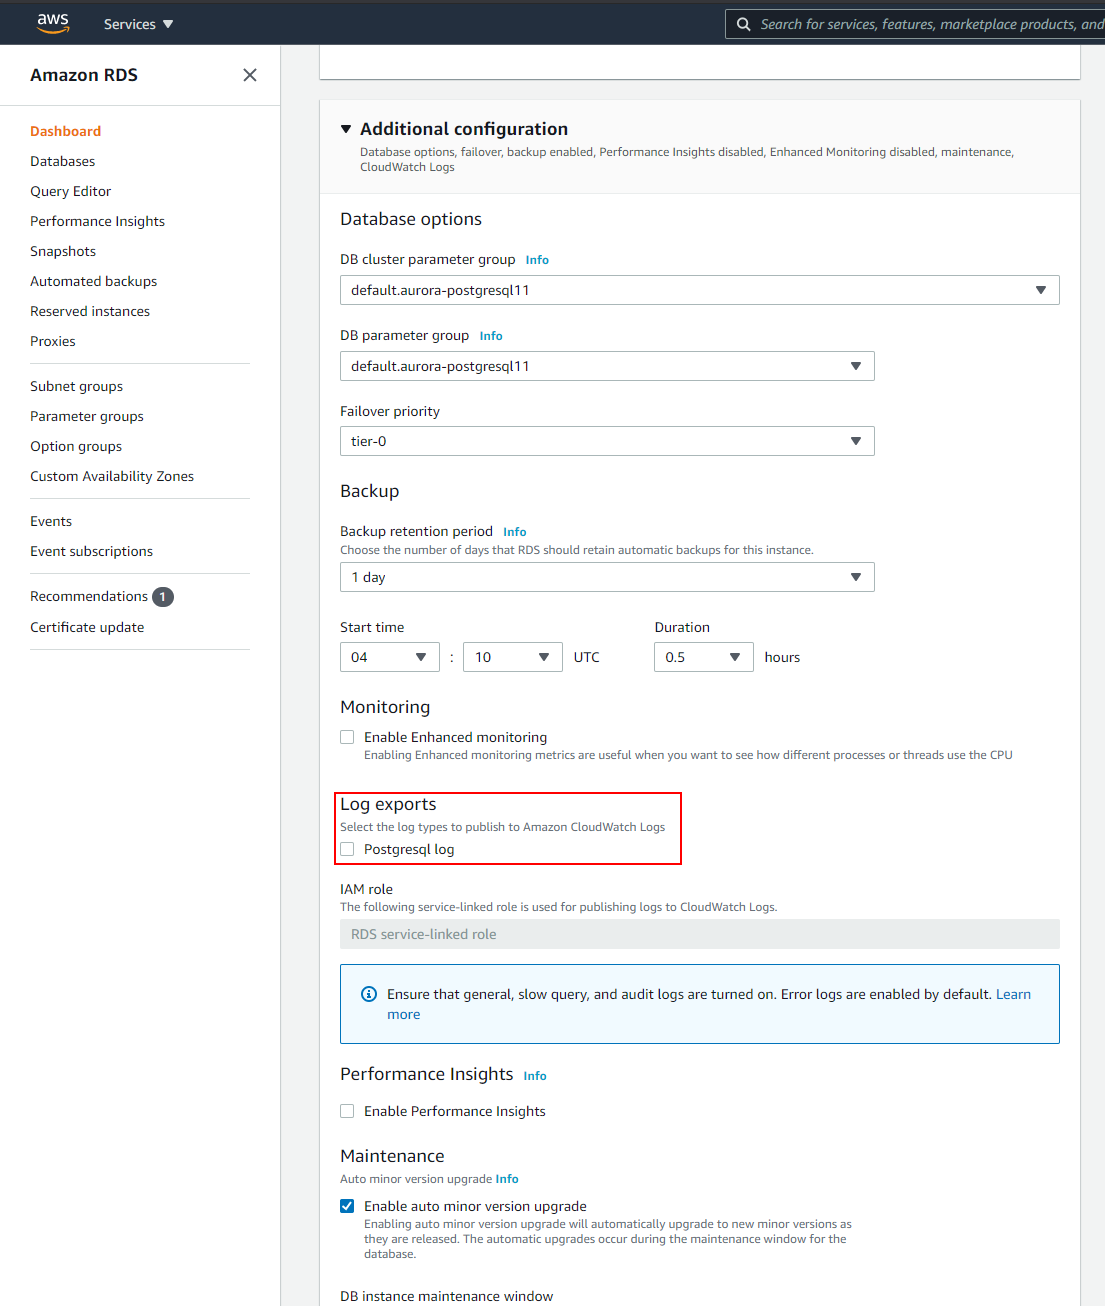 aws
Services
Search for services, features, marketplace products, and
Amazon RDS
Dashboard
Databases
Query Editor
Performance Insights
Snapshots
Automated backups
Reserved instances
Proxies
Subnet groups
Parameter groups
Option groups
Custom Availability Zones
Events
Event subscriptions
Recommendations 1
Certificate update
Additional configuration
Database options, failover, backup enabled, Performance Insights disabled, Enhanced Monitoring disabled, maintenance,
CloudWatch Logs
Database options
DB cluster parameter group Info
default.aurora-postgresql11
DB parameter group Info
default.aurora-postgresql11
Failover priority
tier-0
Backup
Backup retention period Info
Choose the number of days that RDS should retain automatic backups for this instance.
1 day
Start time Duration
04 : 10 UTC 0.5 hours
Monitoring
Enable Enhanced monitoring
Enabling Enhanced monitoring metrics are useful when you want to see how different processes or threads use the CPU
Log exports
Select the log types to publish to Amazon CloudWatch Logs
Postgresql log
IAM role
The following service-linked role is used for publishing logs to CloudWatch Logs.
RDS service-linked role
Ensure that general, slow query, and audit logs are turned on. Error logs are enabled by default. Learn
more
Performance Insights Info
Enable Performance Insights
Maintenance
Auto minor version upgrade Info
Enable auto minor version upgrade
Enabling auto minor version upgrade will automatically upgrade to new minor versions as
they are released. The automatic upgrades occur during the maintenance window for the
database.
DB instance maintenance window